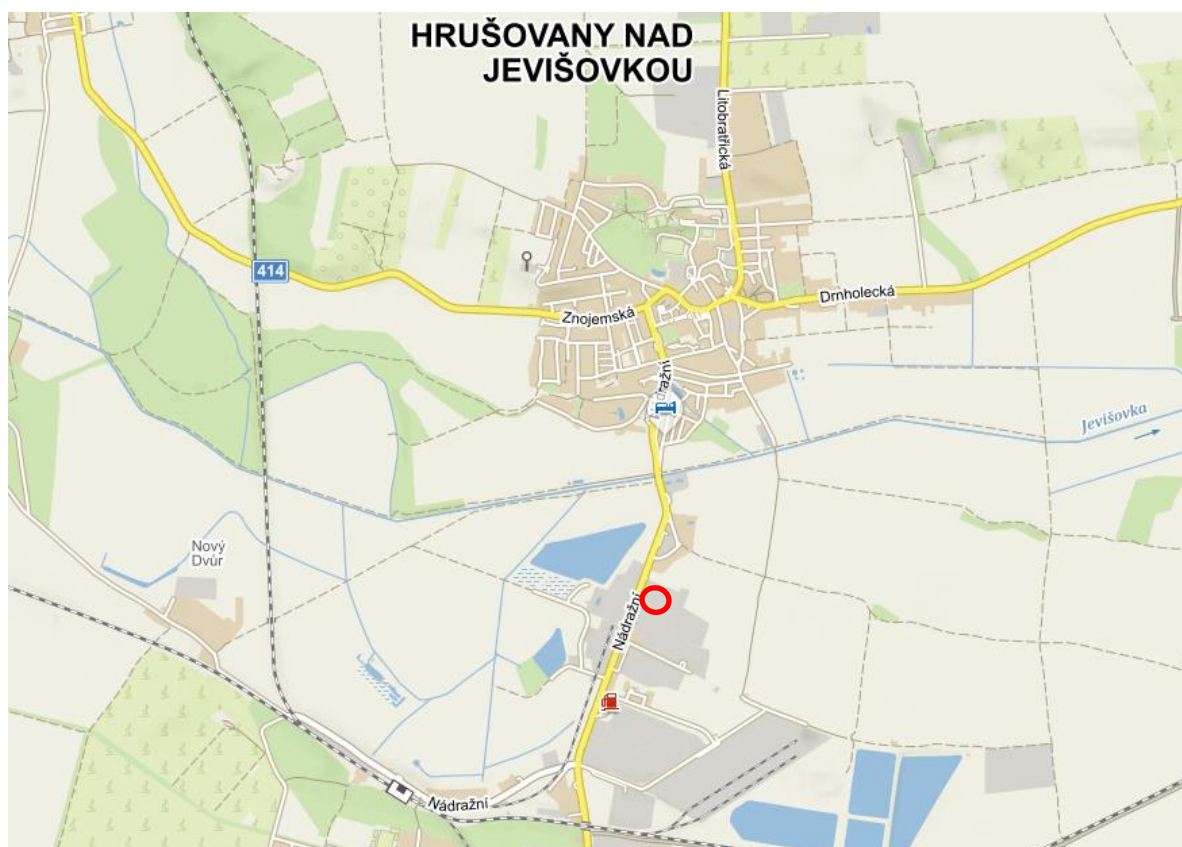 HRUŠOVANY NAD
JEVIŠOVKOU
Litobratřická
414
Drnholecká
Znojemská
Jevišovka
Nový
Dvůr
Nádražní
Nádražní